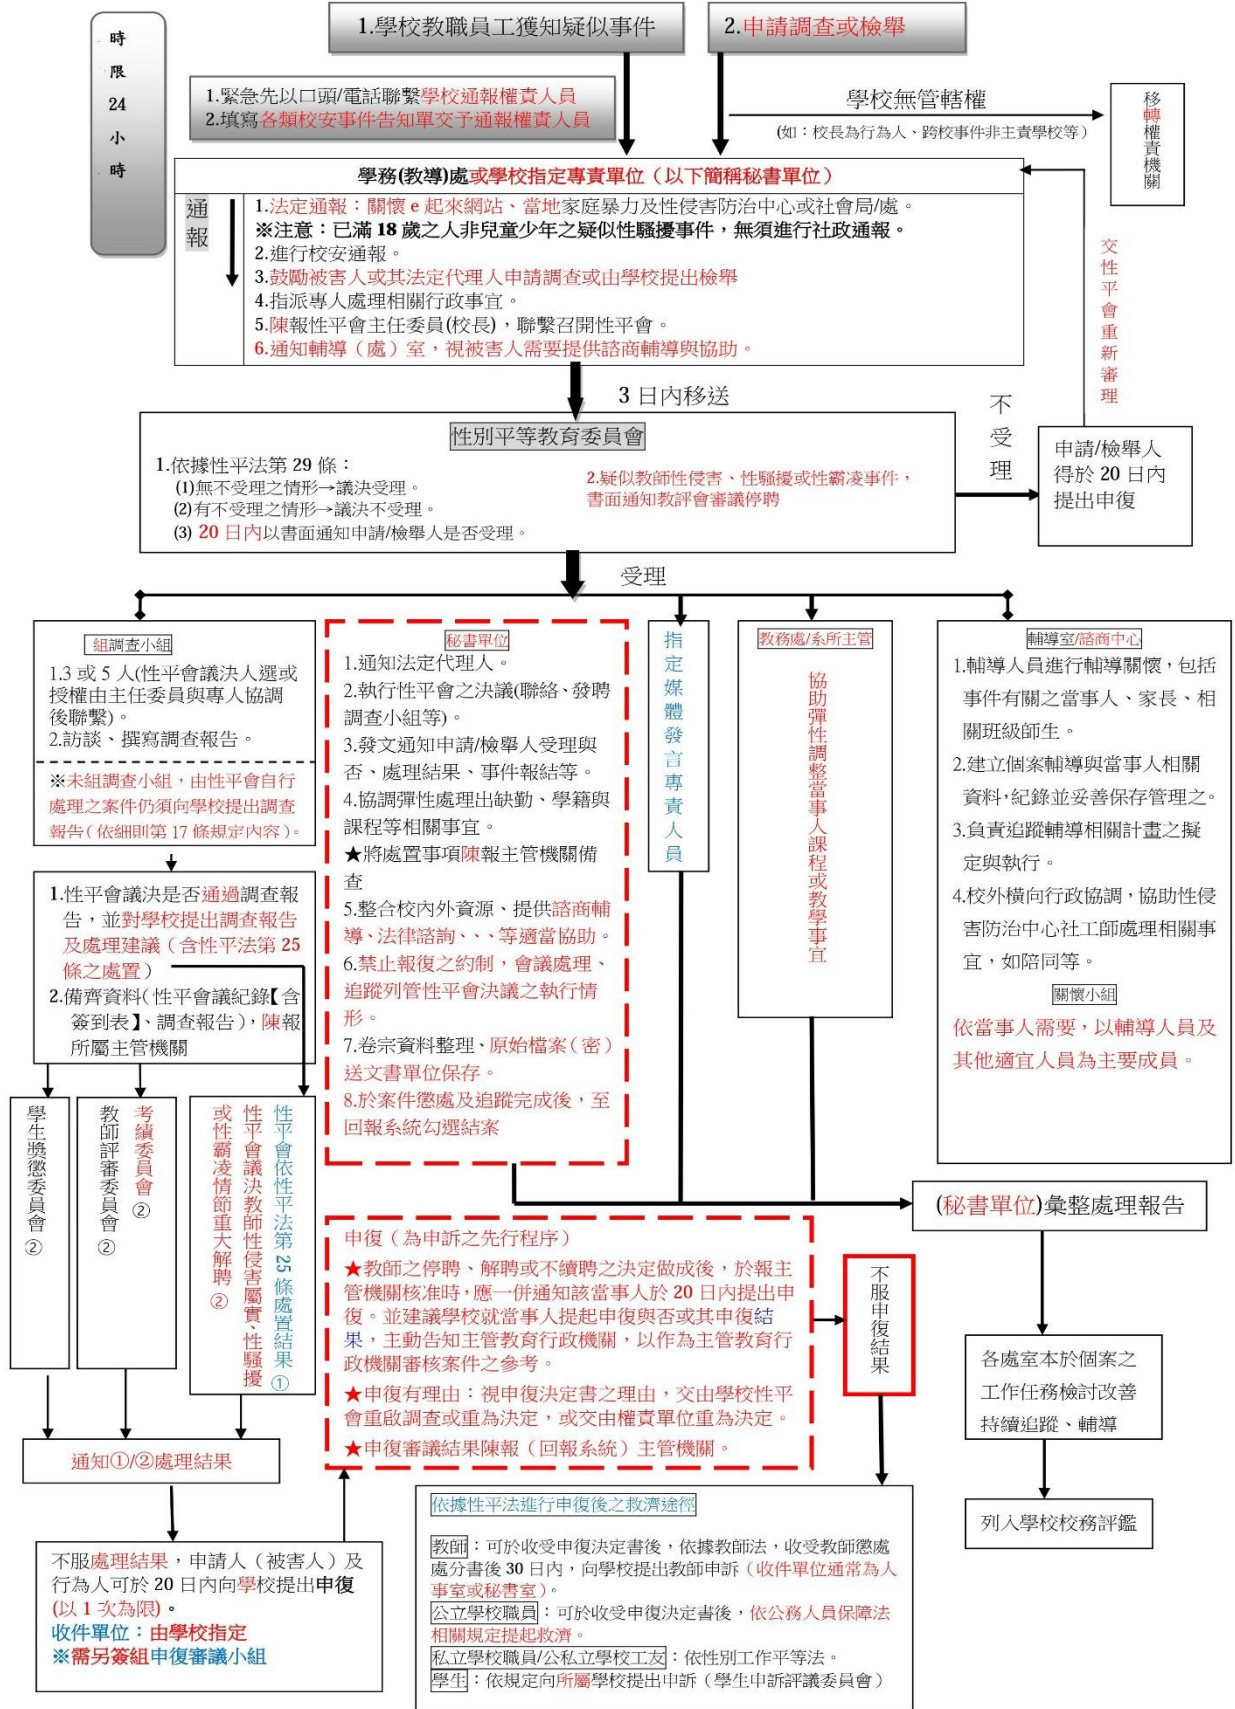 時
限
24
小
時
1.學校教職員工獲知疑似事件
2.申請調查或檢舉
1.緊急先以口頭/電話聯繫學校通報權責人員
2.填寫各類校安事件告知單交予通報權責人員
學校無管轄權
(如：校長為行為人、跨校事件非主責學校等)
移轉權責機關
學務(教導)處或學校指定專責單位（以下簡稱秘書單位）
通報
1.法定通報：關懷 e 起來網站、當地家庭暴力及性侵害防治中心或社會局/處。
※注意：已滿 18 歲之人非兒童少年之疑似性騷擾事件，無須進行社政通報。
2.進行校安通報。
3.鼓勵被害人或其法定代理人申請調查或由學校提出檢舉
4.指派專人處理相關行政事宜。
5.陳報性平會主任委員(校長)，聯繫召開性平會。
6.通知輔導（處）室，視被害人需要提供諮商輔導與協助。
交性平會重新審理
3 日內移送
性別平等教育委員會
1.依據性平法第 29 條：
(1)無不受理之情形→議決受理。
(2)有不受理之情形→議決不受理。
(3) 20 日內以書面通知申請/檢舉人是否受理。
2.疑似教師性侵害、性騷擾或性霸凌事件，
書面通知教評會審議停聘
不受理
申請/檢舉人
得於 20 日內
提出申復
受理
組調查小組
1.3 或 5 人(性平會議決人選或
授權由主任委員與專人協調
後聯繫)。
2.訪談、撰寫調查報告。
※未組調查小組，由性平會自行
處理之案件仍須向學校提出調查
報告(依細則第 17 條規定內容)。
1.性平會議決是否通過調查報
告，並對學校提出調查報告
及處理建議（含性平法第 25
條之處置）
2.備齊資料(性平會議紀錄【含
簽到表】、調查報告)，陳報
所屬主管機關
學生獎懲委員會②
教師評審委員會②
考績委員會②
性平會依性平法第 25 條處置結果①
性平會議決教師性侵害屬實、性騷擾
或性霸凌情節重大解聘②
通知①/②處理結果
不服處理結果，申請人（被害人）及
行為人可於 20 日內向學校提出申復
(以 1 次為限)。
收件單位：由學校指定
※需另簽組申復審議小組
秘書單位
1.通知法定代理人。
2.執行性平會之決議(聯絡、發聘
調查小組等)。
3.發文通知申請/檢舉人受理與
否、處理結果、事件報結等。
4.協調彈性處理出缺勤、學籍與
課程等相關事宜。
★將處置事項陳報主管機關備
查
5.整合校內外資源、提供諮商輔
導、法律諮詢、、、等適當協助。
6.禁止報復之約制，會議處理、
追蹤列管性平會決議之執行情
形。
7.卷宗資料整理、原始檔案（密）
送文書單位保存。
8.於案件懲處及追蹤完成後，至
回報系統勾選結案
指定媒體發言專責人員
教務處/系所主管
協助彈性調整當事人課程或教學事宜
輔導室/諮商中心
1.輔導人員進行輔導關懷，包括
事件有關之當事人、家長、相
關班級師生。
2.建立個案輔導與當事人相關
資料,紀錄並妥善保存管理之。
3.負責追蹤輔導相關計畫之擬
定與執行。
4.校外橫向行政協調，協助性侵
害防治中心社工師處理相關事
宜，如陪同等。
關懷小組
依當事人需要，以輔導人員及
其他適宜人員為主要成員。
(秘書單位)彙整處理報告
各處室本於個案之
工作任務檢討改善
持續追蹤、輔導
列入學校校務評鑑
申復（為申訴之先行程序）
★教師之停聘、解聘或不續聘之決定做成後，於報主
管機關核准時，應一併通知該當事人於 20 日內提出申
復。並建議學校就當事人提起申復與否或其申復結
果，主動告知主管教育行政機關，以作為主管教育行
政機關審核案件之參考。
★申復有理由：視申復決定書之理由，交由學校性平
會重啟調查或重為決定，或交由權責單位重為決定。
★申復審議結果陳報（回報系統）主管機關。
不服申復結果
依據性平法進行申復後之救濟途徑
教師：可於收受申復決定書後，依據教師法，收受教師懲處
處分書後 30 日內，向學校提出教師申訴（收件單位通常為人
事室或秘書室）。
公立學校職員：可於收受申復決定書後，依公務人員保障法
相關規定提起救濟。
私立學校職員/公私立學校工友：依性別工作平等法。
學生：依規定向所屬學校提出申訴（學生申訴評議委員會）